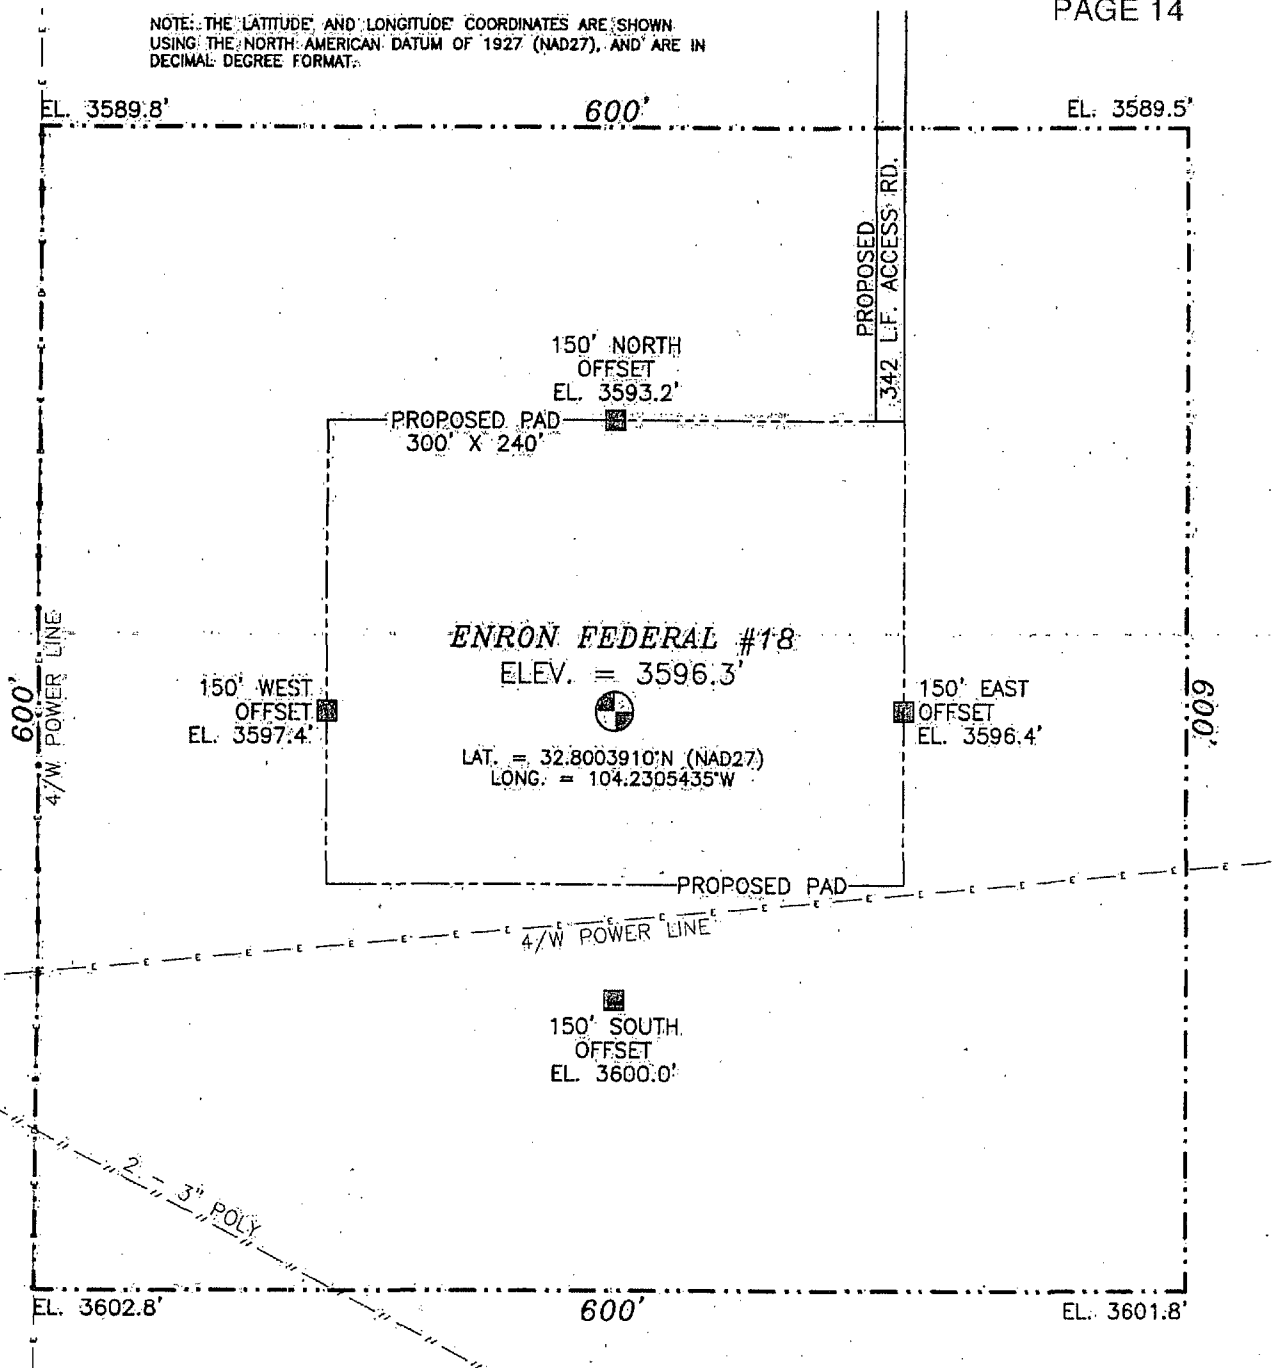 PAGE 14
NOTE: THE LATITUDE AND LONGITUDE COORDINATES ARE SHOWN
USING THE NORTH AMERICAN DATUM OF 1927 (NAD27), AND ARE IN
DECIMAL DEGREE FORMAT.
EL. 3589.8'
600'
EL. 3589.5'
PROPOSED
342 L.F. ACCESS RD.
150' NORTH
OFFSET
EL. 3593.2'
PROPOSED PAD
300' X 240'
ENRON FEDERAL #18
ELEV. = 3596.3'
600'
4/W POWER LINE
150' WEST
OFFSET
EL. 3597.4'
150' EAST
OFFSET
EL. 3596.4'
600'
LAT. = 32.8003910°N (NAD27)
LONG. = 104.2305435°W
PROPOSED PAD
4/W POWER LINE
150' SOUTH
OFFSET
EL. 3600.0'
2 - 3" POLY
EL. 3602.8'
600'
EL. 3601.8'